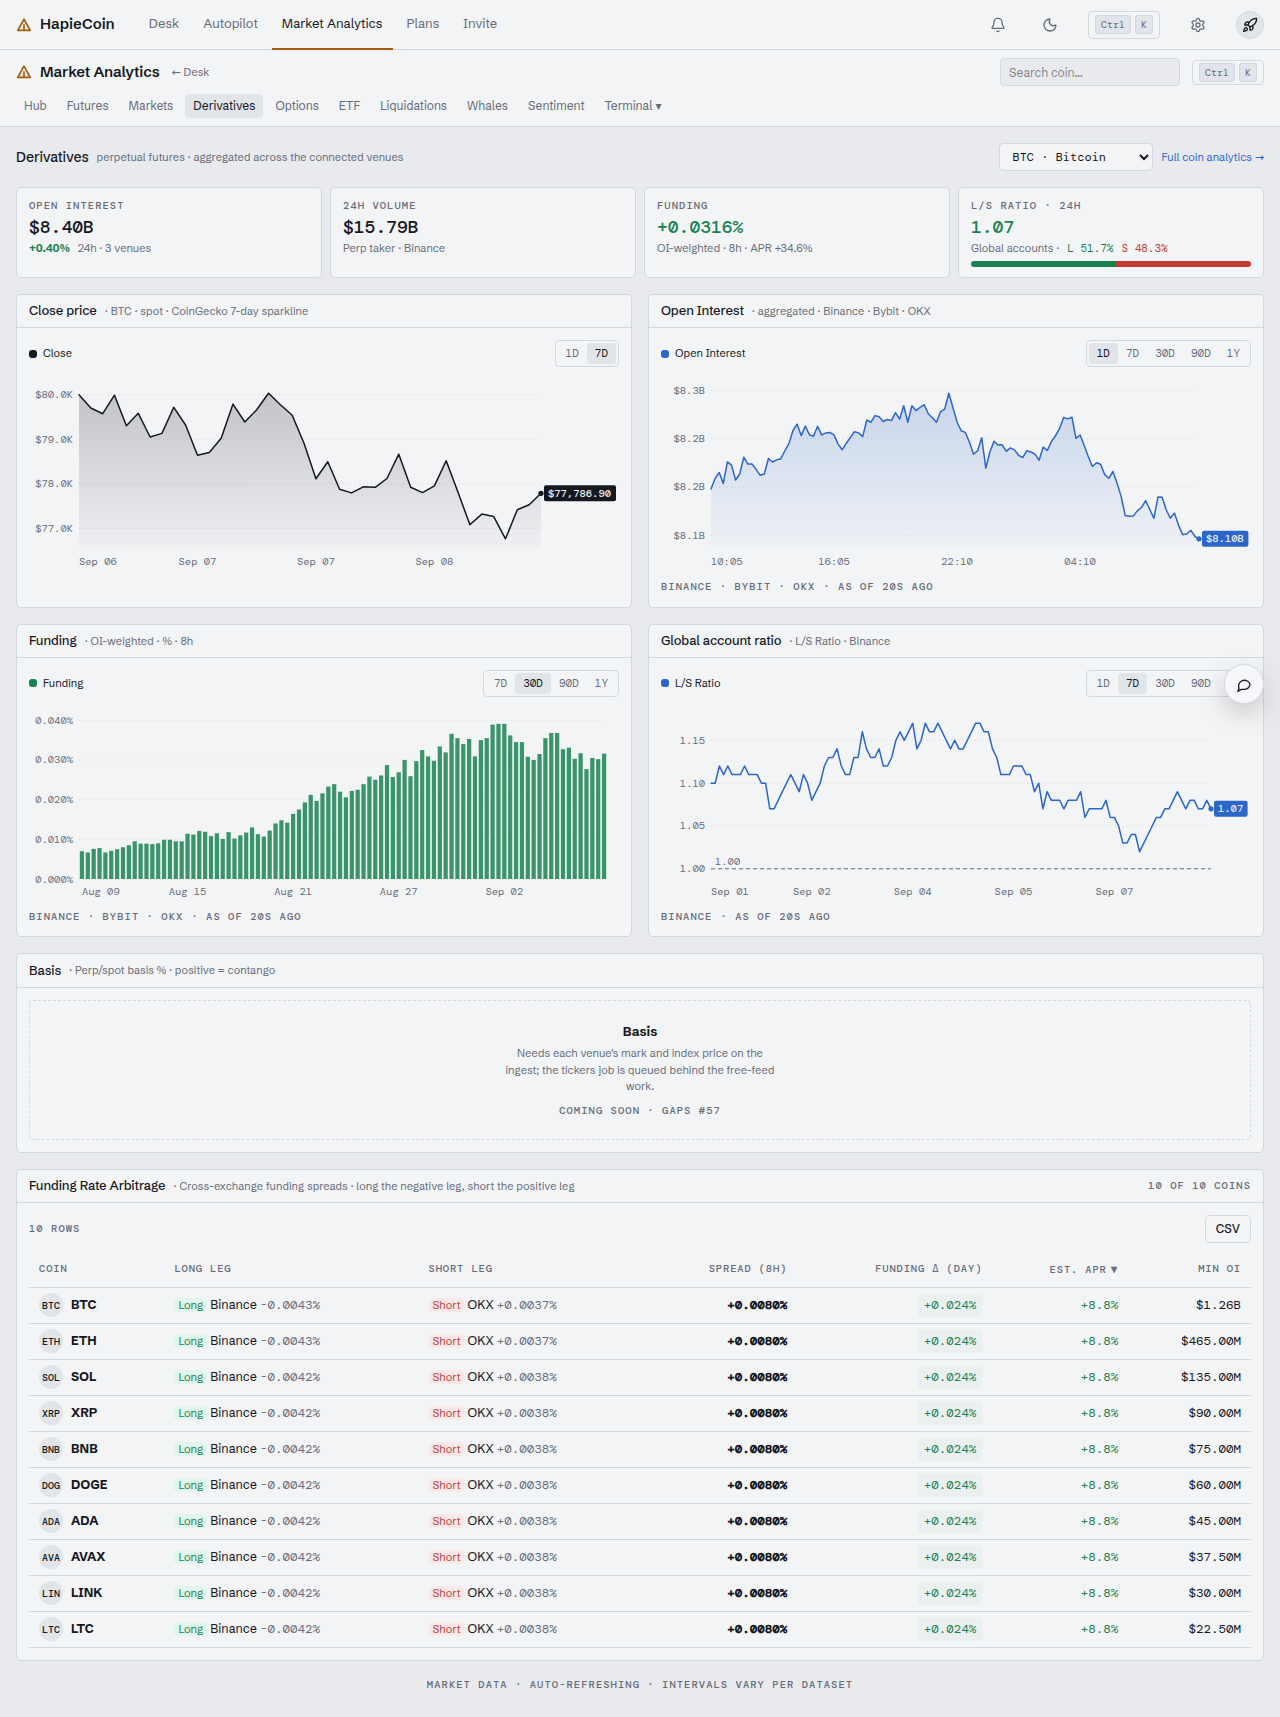 HapieCoin
Desk Autopilot Market Analytics Plans Invite
Ctrl K
Market Analytics ← Desk
Search coin... Ctrl K
Hub Futures Markets Derivatives Options ETF Liquidations Whales Sentiment Terminal ▾
Derivatives perpetual futures · aggregated across the connected venues
BTC · Bitcoin Full coin analytics →
OPEN INTEREST
$8.40B
+0.40% 24h · 3 venues
24H VOLUME
$15.79B
Perp taker · Binance
FUNDING
+0.0316%
OI-weighted · 8h · APR +34.6%
L/S RATIO · 24H
1.07
Global accounts · L 51.7% S 48.3%
Close price · BTC · spot · CoinGecko 7-day sparkline
Close
1D 7D
$80.0K
$79.0K
$78.0K
$77.0K
$77,786.90
Sep 06 Sep 07 Sep 07 Sep 08
Open Interest · aggregated · Binance · Bybit · OKX
Open Interest
1D 7D 30D 90D 1Y
$8.3B
$8.2B
$8.2B
$8.1B
$8.10B
10:05 16:05 22:10 04:10
BINANCE · BYBIT · OKX · AS OF 20S AGO
Funding · OI-weighted · % · 8h
Funding
7D 30D 90D 1Y
0.040%
0.030%
0.020%
0.010%
0.000%
Aug 09 Aug 15 Aug 21 Aug 27 Sep 02
BINANCE · BYBIT · OKX · AS OF 20S AGO
Global account ratio · L/S Ratio · Binance
L/S Ratio
1D 7D 30D 90D
1.15
1.10
1.05
1.00
1.00
1.07
Sep 01 Sep 02 Sep 04 Sep 05 Sep 07
BINANCE · AS OF 20S AGO
Basis · Perp/spot basis % · positive = contango
Basis
Needs each venue's mark and index price on the
ingest; the tickers job is queued behind the free-feed
work.
COMING SOON · GAPS #57
Funding Rate Arbitrage · Cross-exchange funding spreads · long the negative leg, short the positive leg
10 OF 10 COINS
10 ROWS
CSV
COIN LONG LEG SHORT LEG SPREAD (8H) FUNDING Δ (DAY) EST. APR ▼ MIN OI
BTC BTC Long Binance -0.0043% Short OKX +0.0037% +0.0080% +0.024% +8.8% $1.26B
ETH ETH Long Binance -0.0043% Short OKX +0.0037% +0.0080% +0.024% +8.8% $465.00M
SOL SOL Long Binance -0.0042% Short OKX +0.0038% +0.0080% +0.024% +8.8% $135.00M
XRP XRP Long Binance -0.0042% Short OKX +0.0038% +0.0080% +0.024% +8.8% $90.00M
BNB BNB Long Binance -0.0042% Short OKX +0.0038% +0.0080% +0.024% +8.8% $75.00M
DOG DOGE Long Binance -0.0042% Short OKX +0.0038% +0.0080% +0.024% +8.8% $60.00M
ADA ADA Long Binance -0.0042% Short OKX +0.0038% +0.0080% +0.024% +8.8% $45.00M
AVA AVAX Long Binance -0.0042% Short OKX +0.0038% +0.0080% +0.024% +8.8% $37.50M
LIN LINK Long Binance -0.0042% Short OKX +0.0038% +0.0080% +0.024% +8.8% $30.00M
LTC LTC Long Binance -0.0042% Short OKX +0.0038% +0.0080% +0.024% +8.8% $22.50M
MARKET DATA · AUTO-REFRESHING · INTERVALS VARY PER DATASET